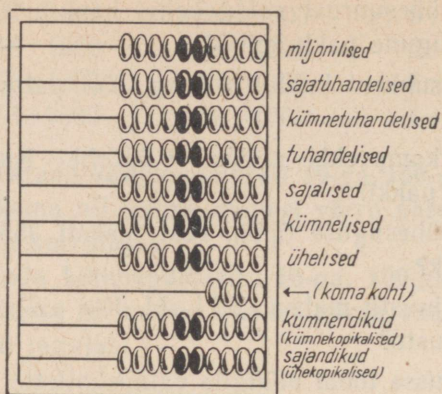 miljonilised
sajatuhandelised
kümnetuhandelised
tuhandelised
sajalised
kümnelised
ühelised
←(koma koht)
kümnendikud
(kümnekopikalised)
sajandikud
(ühekopikalised)